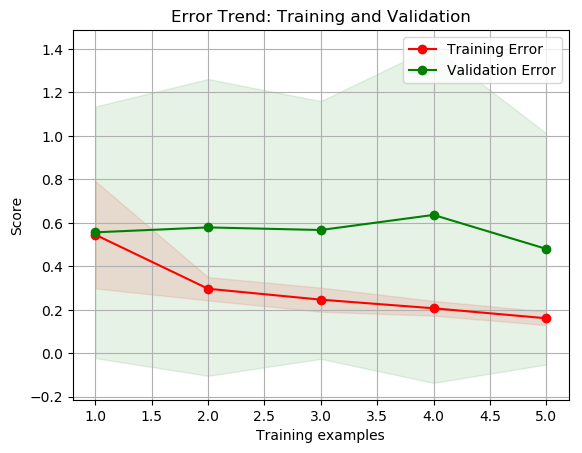 Error Trend: Training and Validation
Training Error
Validation Error
Score
1.4
1.2
1.0
0.8
0.6
0.4
0.2
0.0
−0.2
1.0 1.5 2.0 2.5 3.0 3.5 4.0 4.5 5.0
Training examples